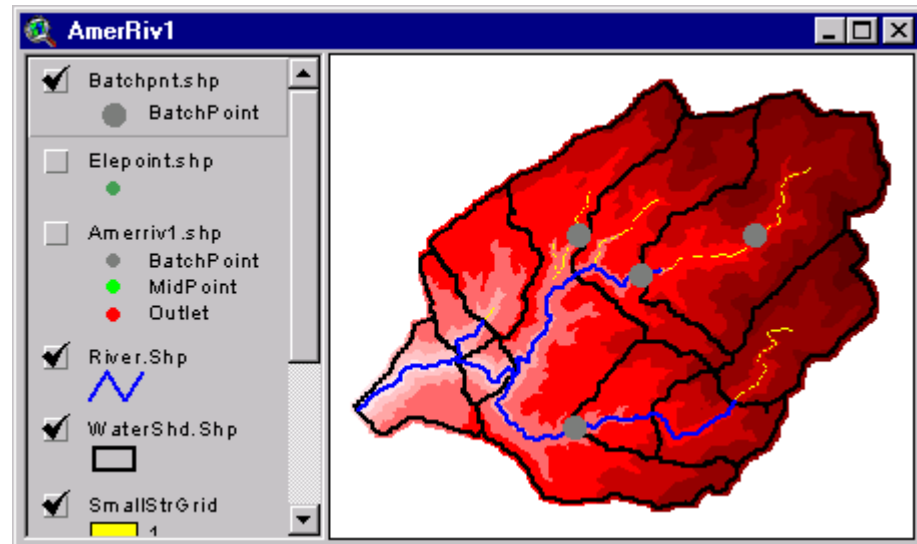 AmerRiv1
Batchpnt.shp
BatchPoint
Elepoint.shp
Amerriv1.shp
BatchPoint
MidPoint
Outlet
River.Shp
WaterShd.Shp
SmallStrGrid
1